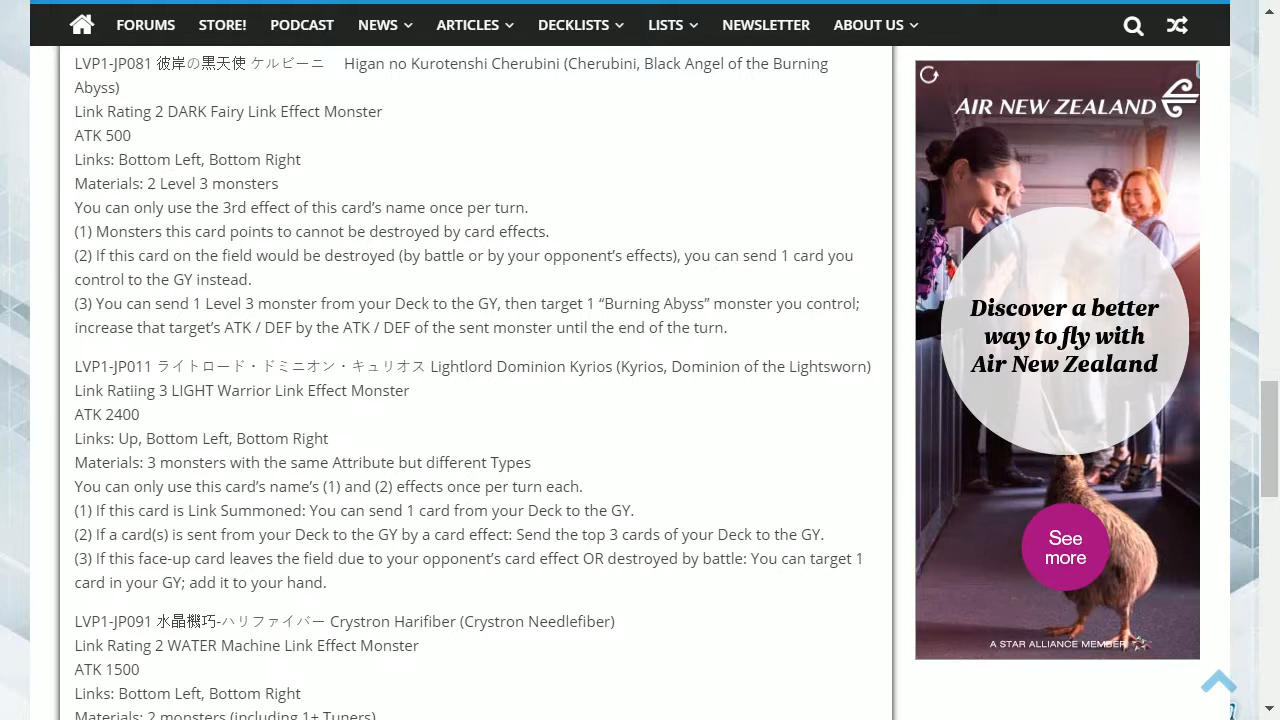 FORUMS STORE! PODCAST NEWS ARTICLES DECKLISTS LISTS NEWSLETTER ABOUT US
LVP1-JP081 彼岸の黒天使 ケルビーニ　Higan no Kurotenshi Cherubini (Cherubini, Black Angel of the Burning
Abyss)
Link Rating 2 DARK Fairy Link Effect Monster
ATK 500
Links: Bottom Left, Bottom Right
Materials: 2 Level 3 monsters
You can only use the 3rd effect of this card’s name once per turn.
(1) Monsters this card points to cannot be destroyed by card effects.
(2) If this card on the field would be destroyed (by battle or by your opponent’s effects), you can send 1 card you
control to the GY instead.
(3) You can send 1 Level 3 monster from your Deck to the GY, then target 1 “Burning Abyss” monster you control;
increase that target’s ATK / DEF by the ATK / DEF of the sent monster until the end of the turn.
LVP1-JP011 ライトロード・ドミニオン・キュリオス Lightlord Dominion Kyrios (Kyrios, Dominion of the Lightsworn)
Link Ratiing 3 LIGHT Warrior Link Effect Monster
ATK 2400
Links: Up, Bottom Left, Bottom Right
Materials: 3 monsters with the same Attribute but different Types
You can only use this card’s name’s (1) and (2) effects once per turn each.
(1) If this card is Link Summoned: You can send 1 card from your Deck to the GY.
(2) If a card(s) is sent from your Deck to the GY by a card effect: Send the top 3 cards of your Deck to the GY.
(3) If this face-up card leaves the field due to your opponent’s card effect OR destroyed by battle: You can target 1
card in your GY; add it to your hand.
LVP1-JP091 水晶機巧-ハリファイバー Crystron Harifiber (Crystron Needlefiber)
Link Rating 2 WATER Machine Link Effect Monster
ATK 1500
Links: Bottom Left, Bottom Right
Materials: 2 monsters (including 1+ Tuners)
AIR NEW ZEALAND
Discover a better
way to fly with
Air New Zealand
See
more
A STAR ALLIANCE MEMBER